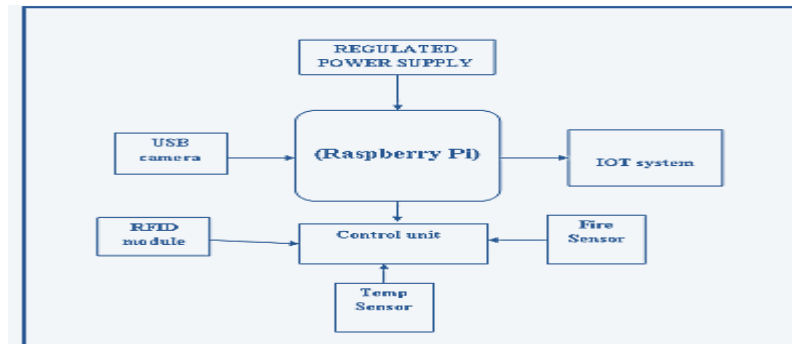 REGULATED
POWER SUPPLY
USB
camera
(Raspberry Pi)
IOT system
RFID
module
Control unit
Fire
Sensor
Temp
Sensor